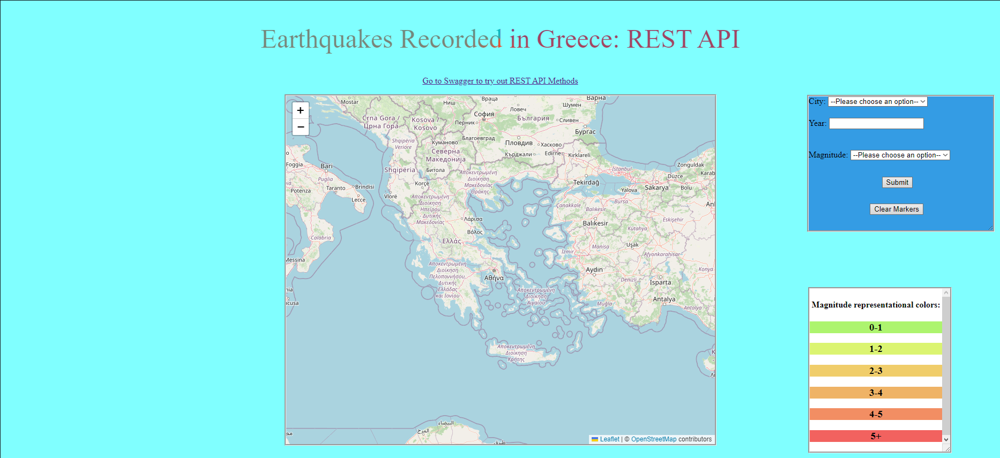 Earthquakes Recorded in Greece: REST API
Go to Swagger to try out REST API Methods
+
−
Mostar
Ниш
Враца
Варна
Шумен
Ловеч
Crna Gora /
Црна Гора
Kosova /
Kosovo
София
Перник
България
Сливен
Бургас
Shqipëria
Veriore
Куманово
Благоевград
Пловдив
Хасково
Северна
Македонија
Кърджали
Edirne
Kırklareli
Foggia
Bari
Shqipëria
Битола
Αποκεντρωμένη
Διοίκηση
Μακεδονίας
- Θράκης
Istanbul
Zonguldak
Karab
Puglia
Potenza
Taranto
Brindisi
Korçë
Tekirdağ
Düzce
Yalova
Sakarya
Bolu
Lecce
Vlorë
Αποκεντρωμένη
Διοίκηση
Ηπείρου
- Δυτικής
Μακεδονίας
Çanakkale
Balıkesir
Bursa
An
Λάρισα
Balıkesir
Eskişehir
Βόλος
Kütahya
Calabria
Ελλάς
İzmir
Manisa
Uşak
Afyonkarahisar
Messina
Αποκεντρωμένη
Διοίκηση
Πελοποννήσου,
Δυτικής
Ελλάδας
και Ιονίου
Αθήνα
Aydın
Denizli
Isparta
Konya
nia
icusa
Αποκεντρωμένη
Διοίκηση
Αιγαίου
Muğla
Antalya
Antalya
Αποκεντρωμένη
Διοίκηση
Κρήτης
البيضاء
المرج
طبرق
Leaflet | © OpenStreetMap contributors
City: --Please choose an option--
Year:
Magnitude: --Please choose an option--
Submit
Clear Markers
Magnitude representational colors:
0-1
1-2
2-3
3-4
4-5
5+